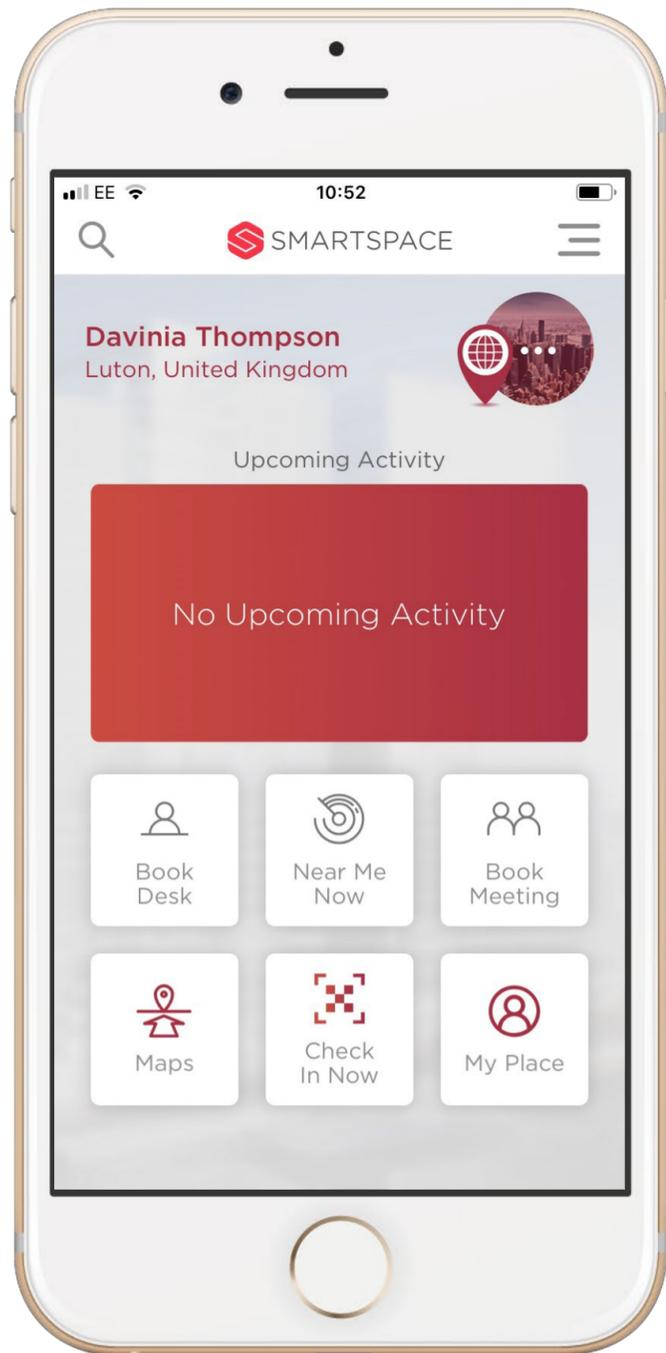 EE 10:52
SMARTSPACE
Davinia Thompson
Luton, United Kingdom
Upcoming Activity
No Upcoming Activity
Book
Desk
Near Me
Now
Book
Meeting
Maps
Check
In Now
My Place